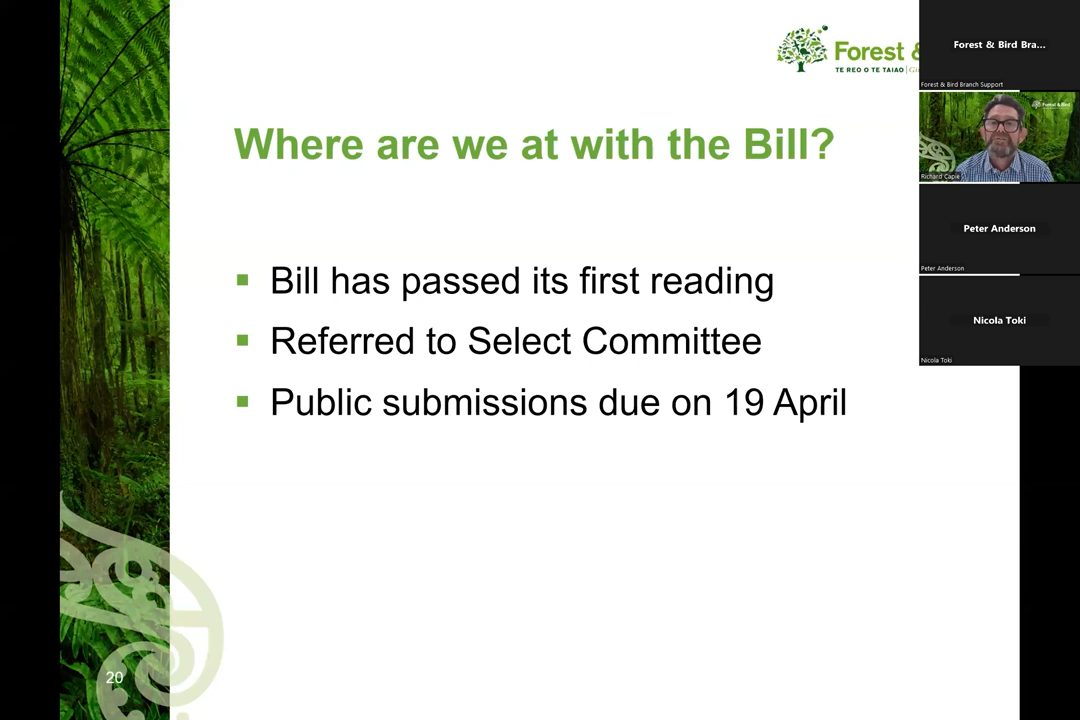 Forest &
TE REO O TE TAIAO
Where are we at with the Bill?
Bill has passed its first reading
Referred to Select Committee
Public submissions due on 19 April
20
Forest & Bird Bra...
Forest & Bird Branch Support
Forest & Bird
Richard Capie
Peter Anderson
Peter Anderson
Nicola Toki
Nicola Toki